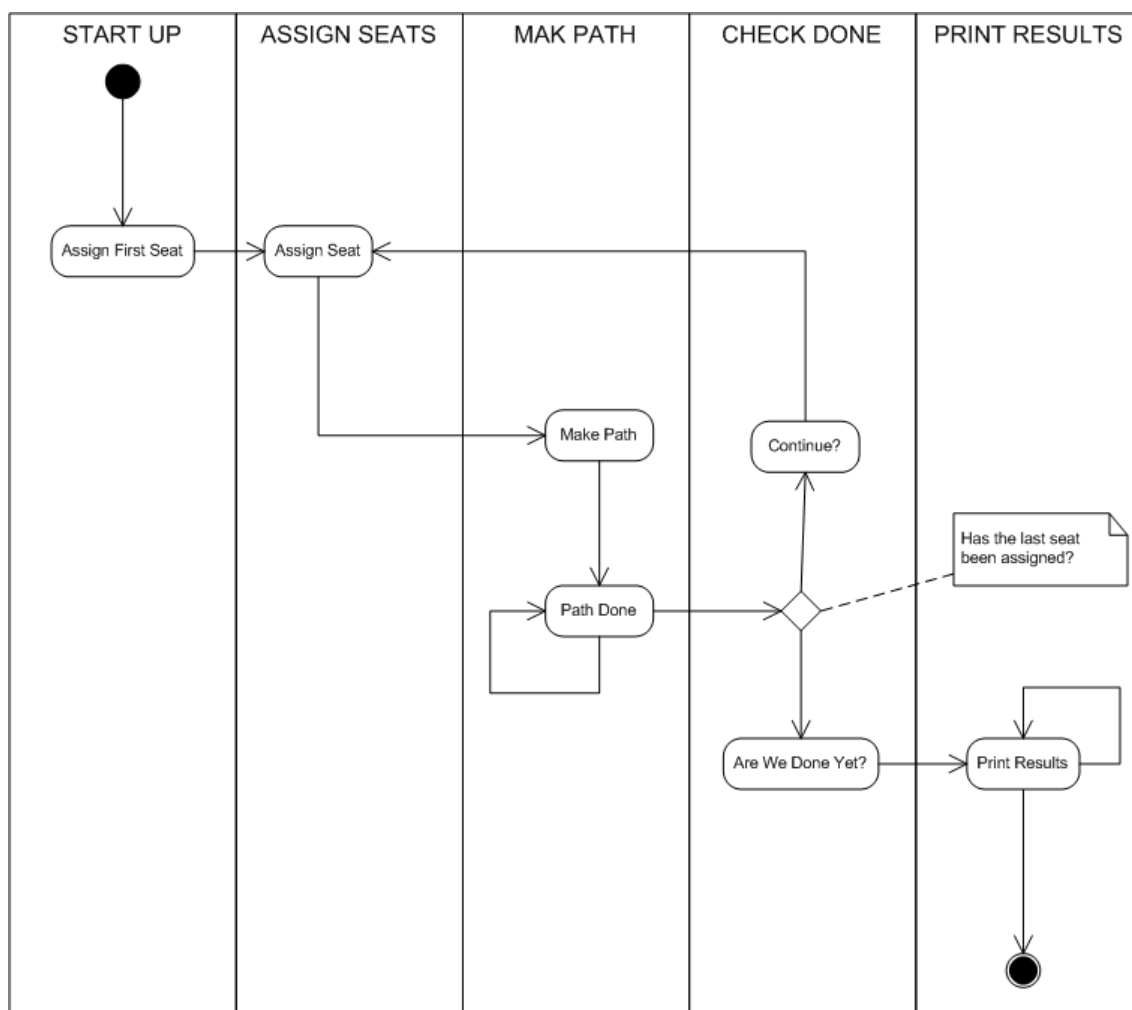 START UP
ASSIGN SEATS
MAK PATH
CHECK DONE
PRINT RESULTS
Assign First Seat
Assign Seat
Make Path
Continue?
Has the last seat
been assigned?
Path Done
Are We Done Yet?
Print Results